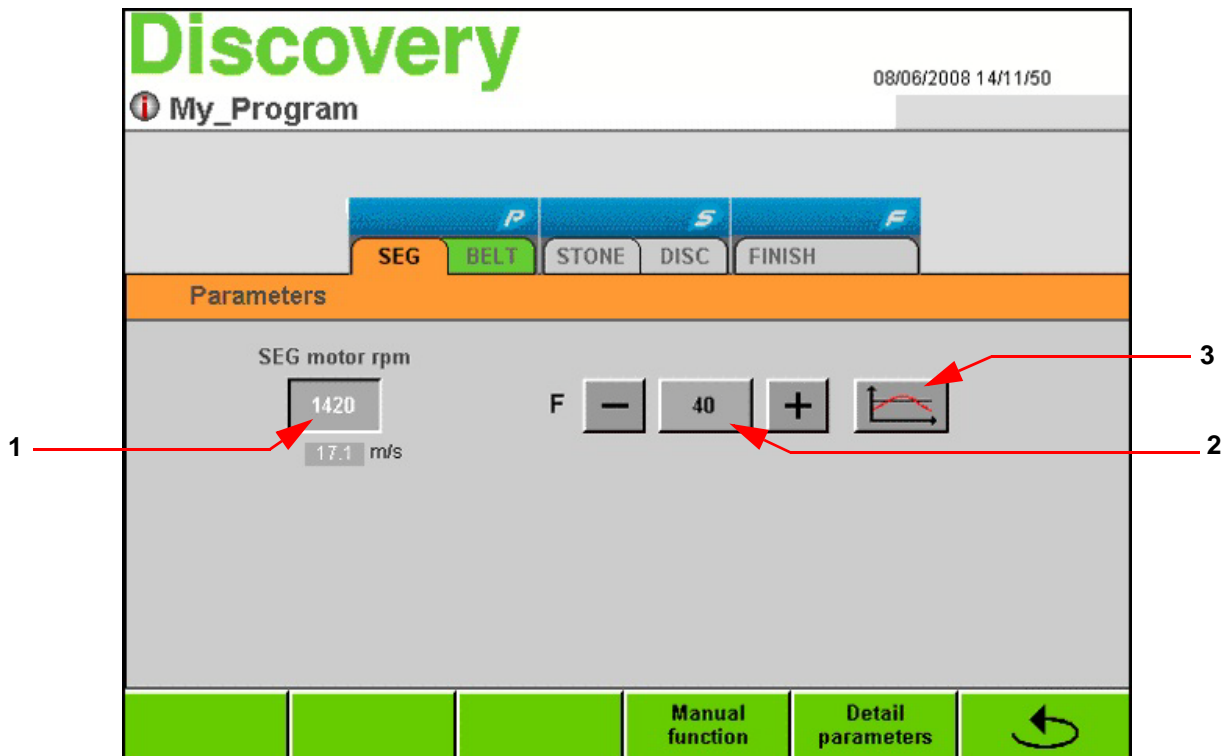 Discovery
08/06/2008 14/11/50
My_Program
P S F
SEG BELT STONE DISC FINISH
Parameters
SEG motor rpm
3
1420 F − 40 +
1 17.1 m/s 2
Manual function
Detail parameters